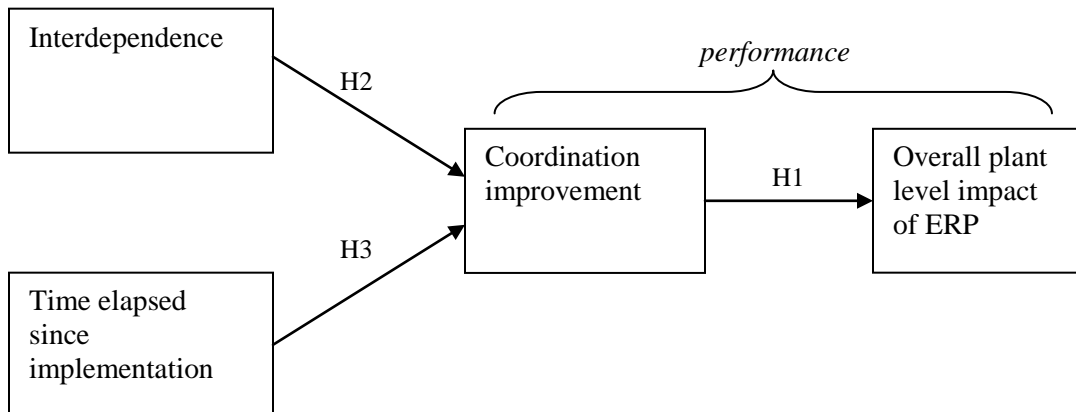 Interdependence
H2
performance
Coordination
improvement
H1
Overall plant
level impact
of ERP
H3
Time elapsed
since
implementation